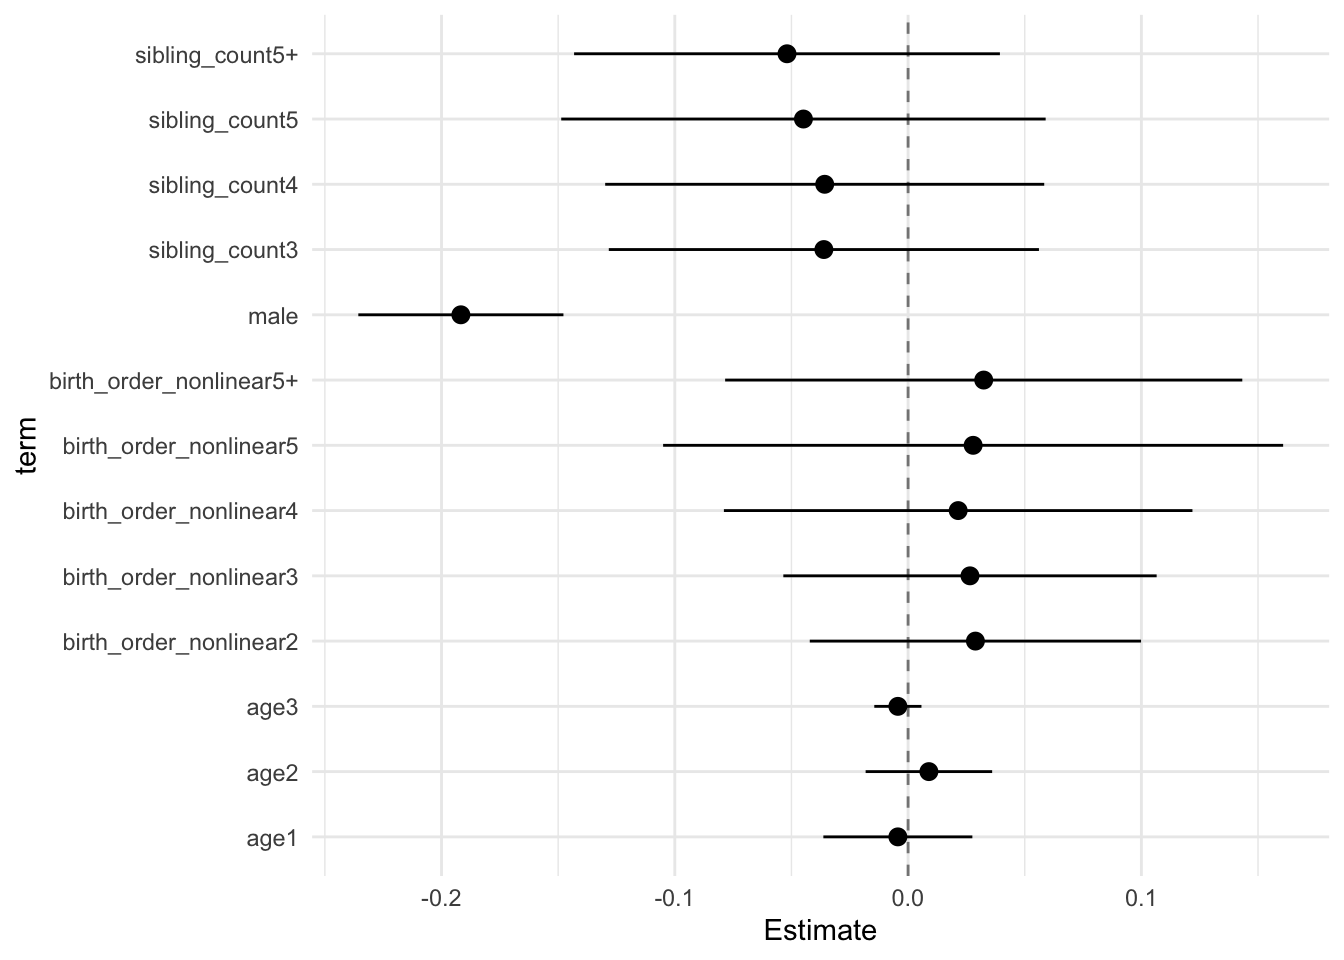 sibling_count5+
sibling_count5
sibling_count4
sibling_count3
male
birth_order_nonlinear5+
birth_order_nonlinear5
birth_order_nonlinear4
birth_order_nonlinear3
birth_order_nonlinear2
age3
age2
age1
term
-0.2 -0.1 0.0 0.1
Estimate